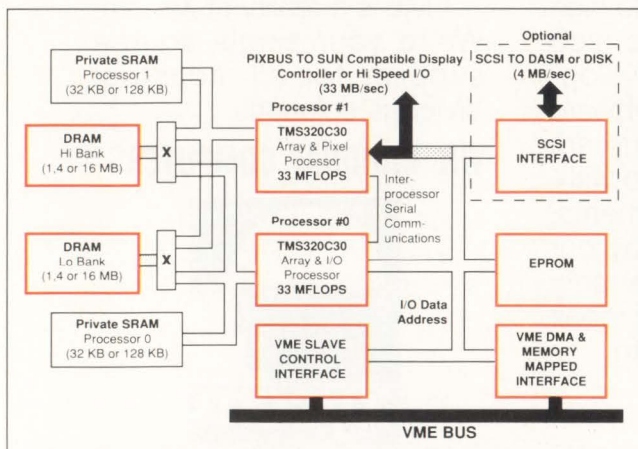 Private SRAM
Processor 1
(32 KB or 128 KB)
DRAM
Hi Bank
(1,4 or 16 MB)
X
DRAM
Lo Bank
(1,4 or 16 MB)
X
Private SRAM
Processor 0
(32 KB or 128 KB)
PIXBUS TO SUN Compatible Display
Controller or Hi Speed I/O
(33 MB/sec)
Processor #1
TMS320C30
Array & Pixel
Processor
33 MFLOPS
Inter-
processor
Serial
Commu-
nications
Processor #0
TMS320C30
Array & I/O
Processor
33 MFLOPS
I/O Data
Address
VME SLAVE
CONTROL
INTERFACE
Optional
SCSI TO DASM or DISK
(4 MB/sec)
SCSI
INTERFACE
EPROM
VME DMA &
MEMORY
MAPPED
INTERFACE
VME BUS